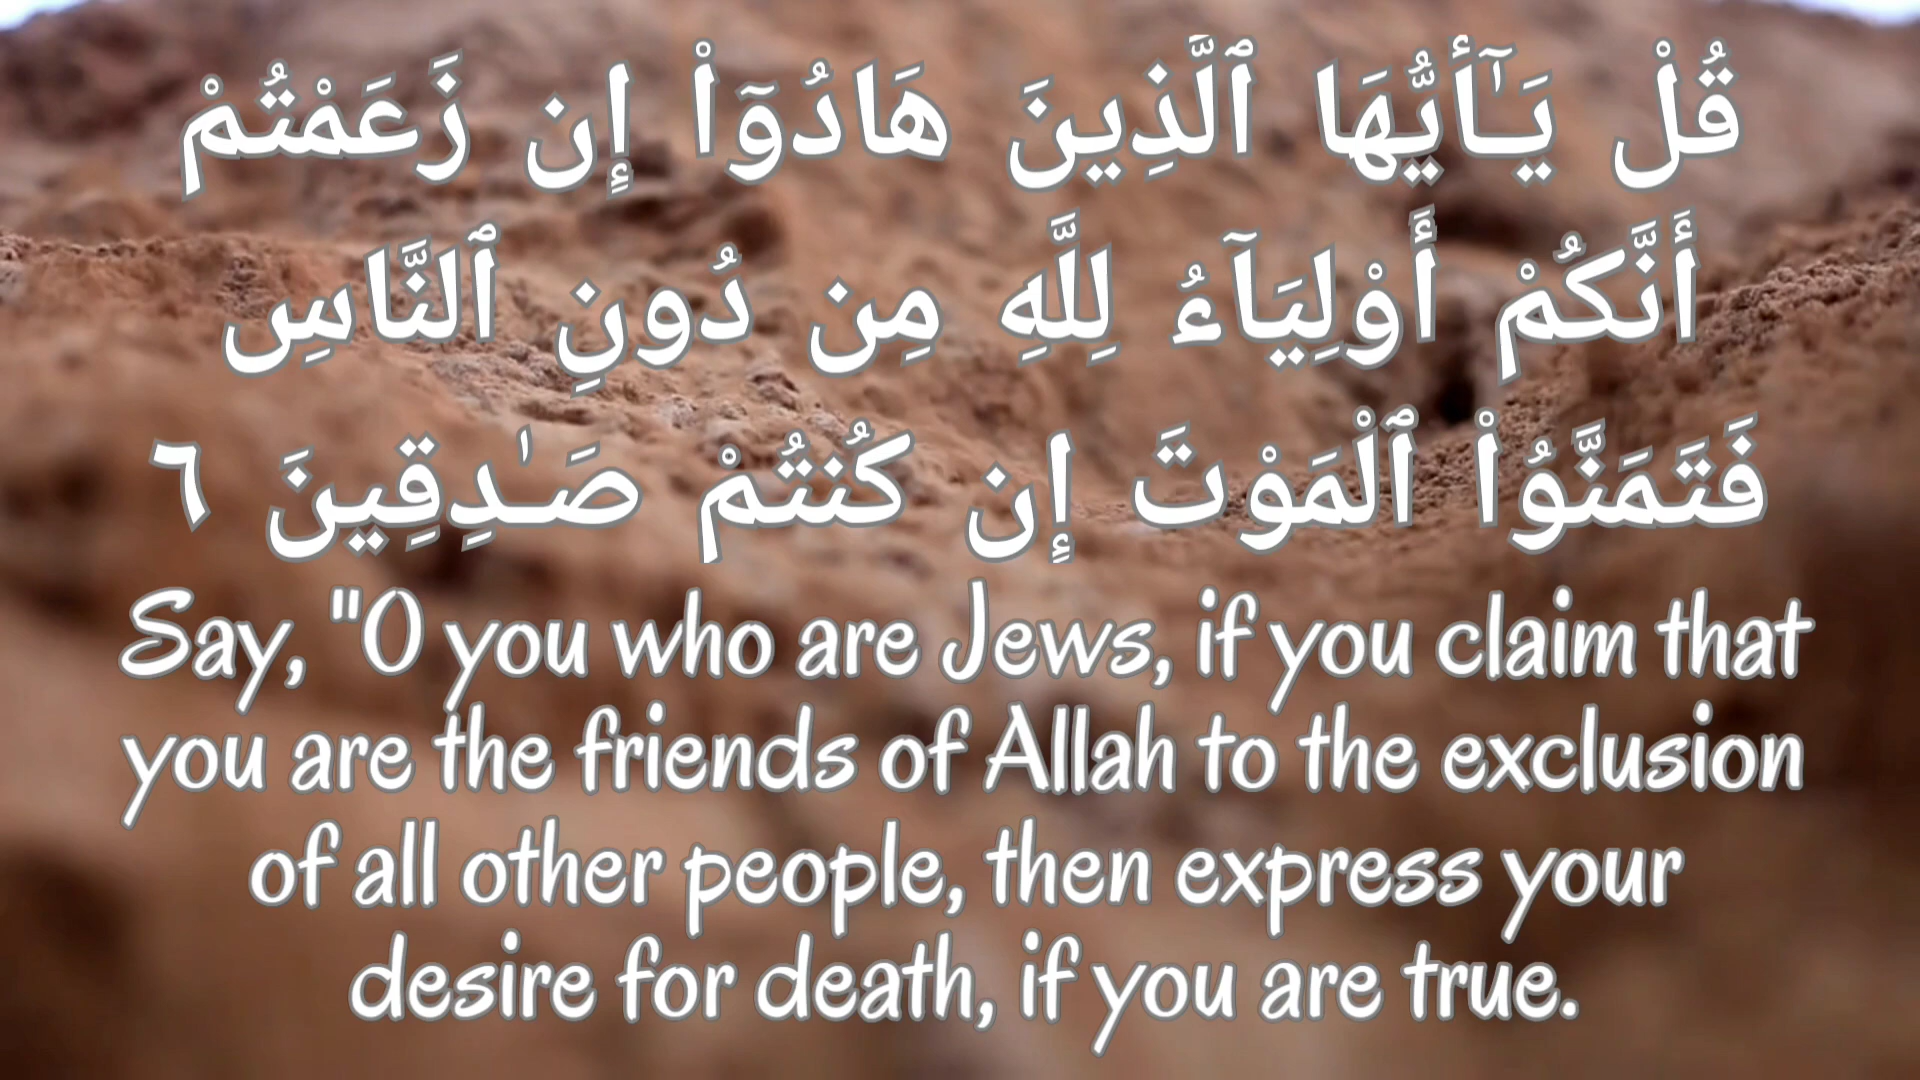 قُلْ يَـٰٓأَيُّهَا ٱلَّذِينَ هَادُوٓا۟ إِن زَعَمْتُمْ
أَنَّكُمْ أَوْلِيَآءُ لِلَّهِ مِن دُونِ ٱلنَّاسِ
فَتَمَنَّوُا۟ ٱلْمَوْتَ إِن كُنتُمْ صَـٰدِقِينَ ٦
Say, "O you who are Jews, if you claim that
you are the friends of Allah to the exclusion
of all other people, then express your
desire for death, if you are true.